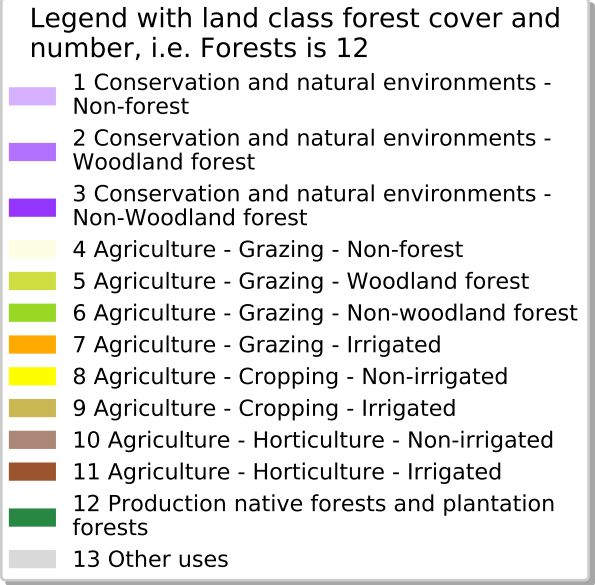 Legend with land class forest cover and
number, i.e. Forests is 12
1 Conservation and natural environments -
Non-forest
2 Conservation and natural environments -
Woodland forest
3 Conservation and natural environments -
Non-Woodland forest
4 Agriculture - Grazing - Non-forest
5 Agriculture - Grazing - Woodland forest
6 Agriculture - Grazing - Non-woodland forest
7 Agriculture - Grazing - Irrigated
8 Agriculture - Cropping - Non-irrigated
9 Agriculture - Cropping - Irrigated
10 Agriculture - Horticulture - Non-irrigated
11 Agriculture - Horticulture - Irrigated
12 Production native forests and plantation
forests
13 Other uses